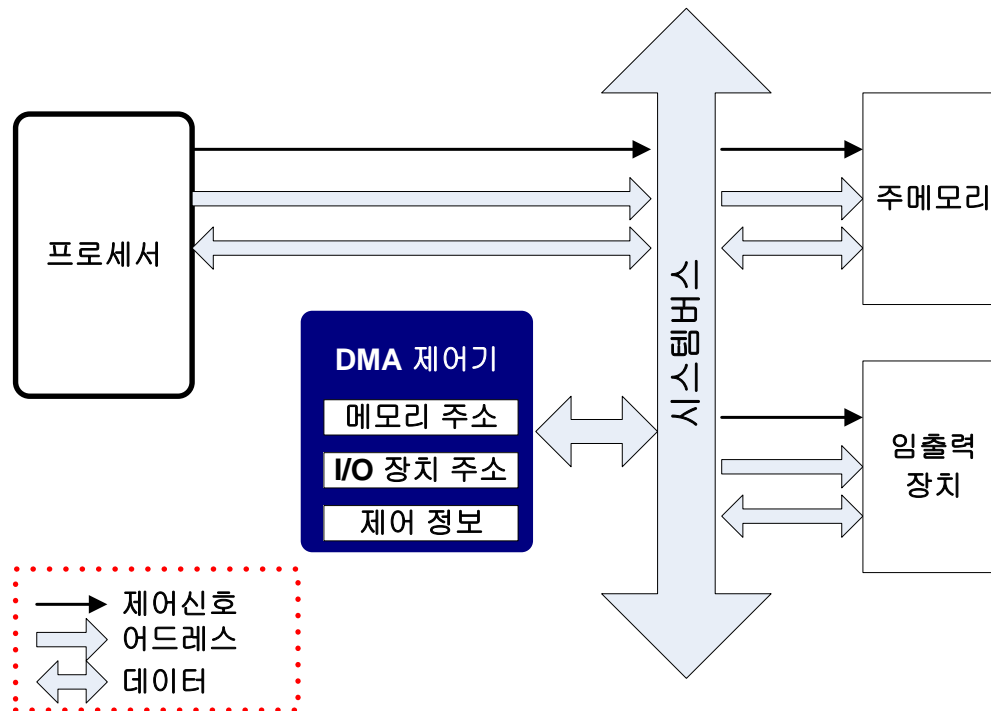 프로세서
DMA 제어기
메모리 주소
I/O 장치 주소
제어 정보
시스템버스
주메모리
임출력
장치
제어신호
어드레스
데이터